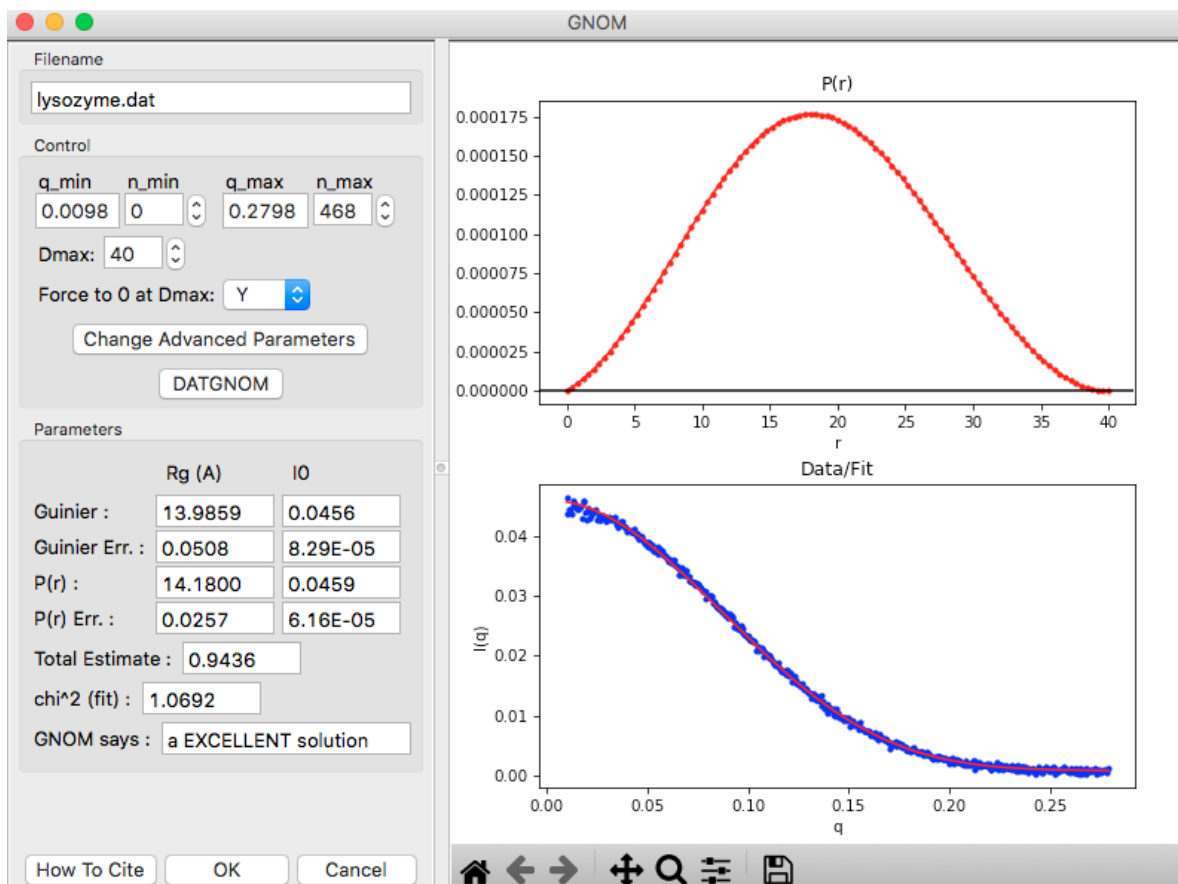 GNOM
Filename
lysozyme.dat
Control
q_min n_min q_max n_max
0.0098 0 0.2798 468
Dmax: 40
Force to 0 at Dmax: Y
Change Advanced Parameters
DATGNOM
Parameters
Rg (A) I0
Guinier : 13.9859 0.0456
Guinier Err. : 0.0508 8.29E-05
P(r) : 14.1800 0.0459
P(r) Err. : 0.0257 6.16E-05
Total Estimate : 0.9436
chi^2 (fit) : 1.0692
GNOM says : a EXCELLENT solution
How To Cite OK Cancel
P(r)
0.000175
0.000150
0.000125
0.000100
0.000075
0.000050
0.000025
0.000000
0 5 10 15 20 25 30 35 40
r
Data/Fit
I(q)
0.04
0.03
0.02
0.01
0.00
0.00 0.05 0.10 0.15 0.20 0.25
q